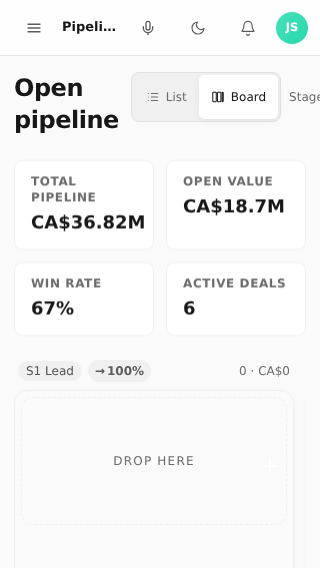 Pipeli...
JS
Open
pipeline
List
Board
Stage
TOTAL
PIPELINE
CA$36.82M
OPEN VALUE
CA$18.7M
WIN RATE
67%
ACTIVE DEALS
6
S1 Lead
→100%
0 · CA$0
DROP HERE